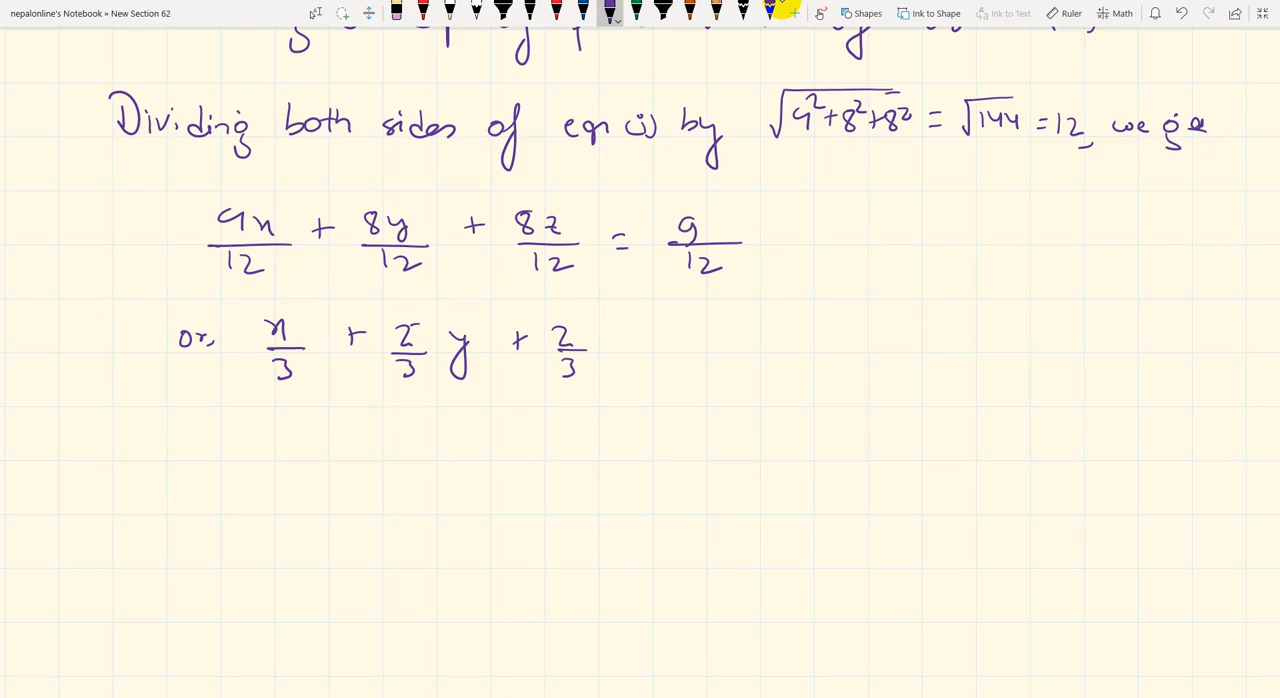 nepalonline's Notebook » New Section 62
Shapes Ink to Shape Ink to Text Ruler Math
Dividing both sides of eqn (i) by √4²+8²+8² = √144 = 12, we ge
4x/12 + 8y/12 + 8z/12 = 9/12
or, x/3 + 2/3 y + 2/3